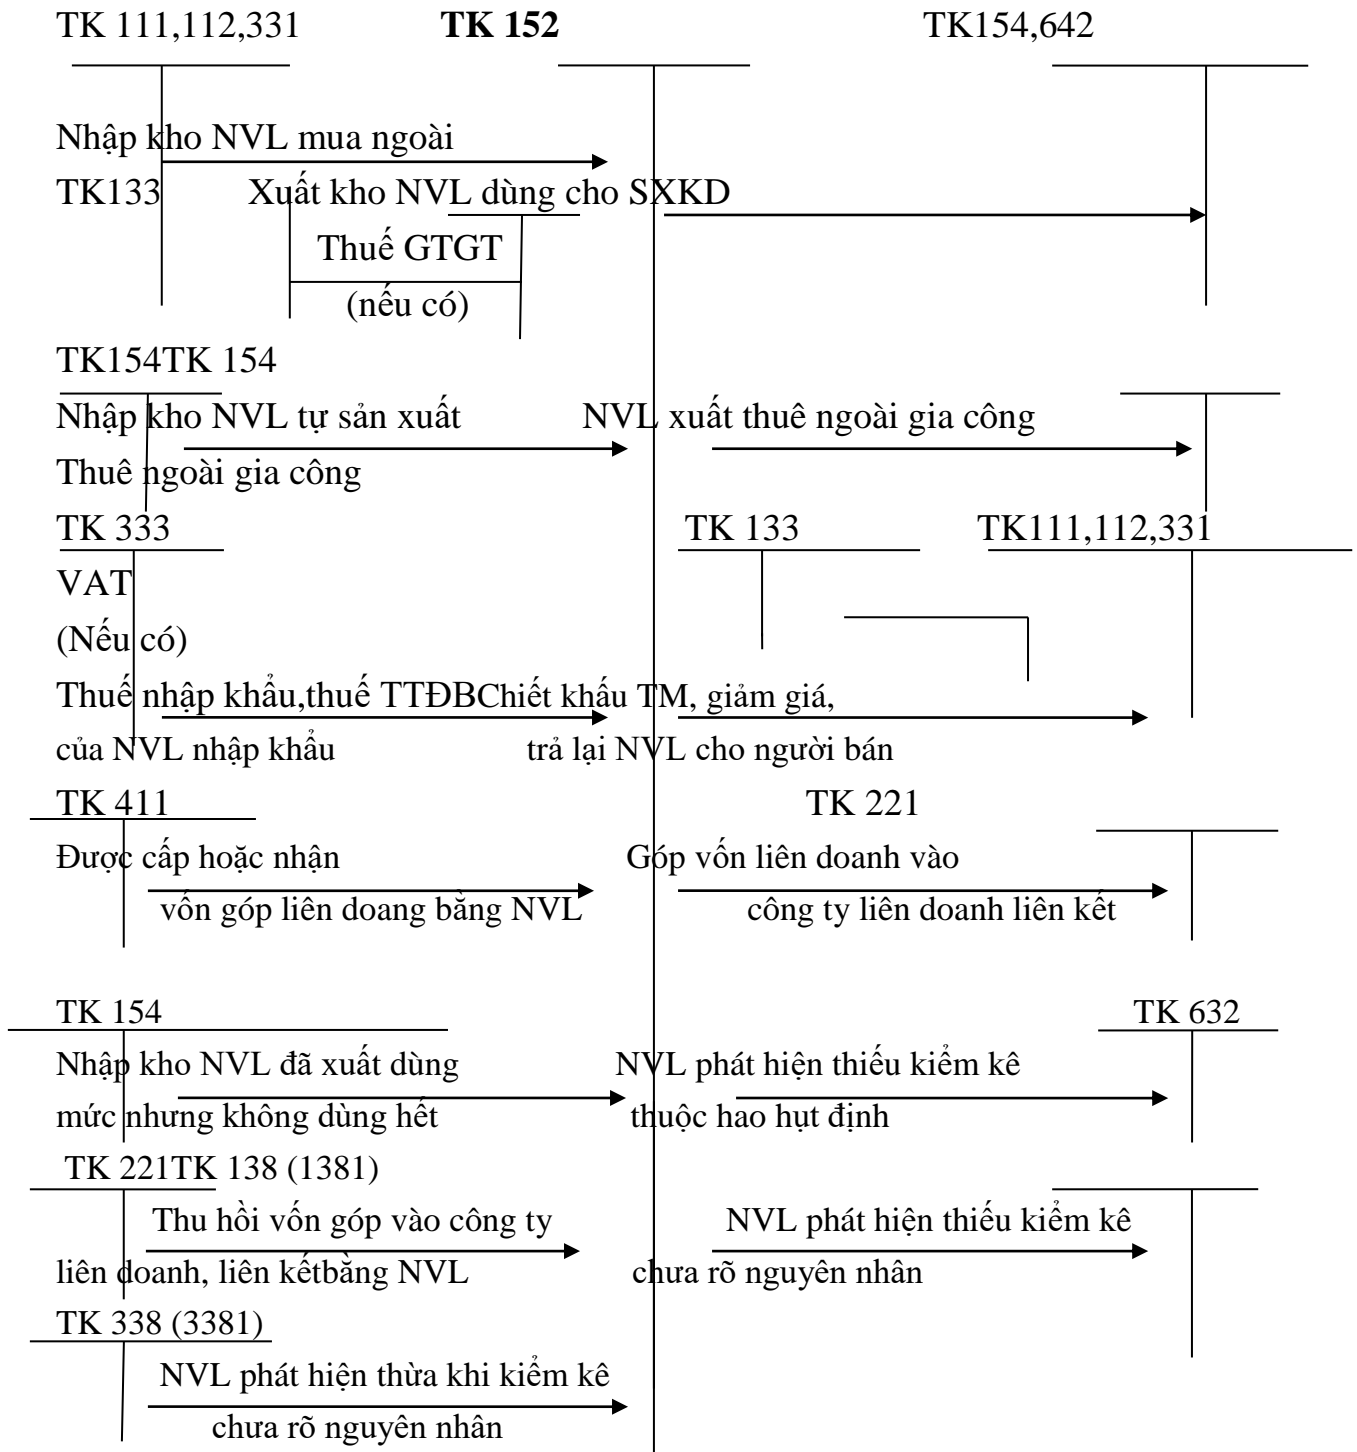 TK 111,112,331 TK 152 TK154,642
Nhập kho NVL mua ngoài
TK133 Xuất kho NVL dùng cho SXKD
Thuế GTGT
(nếu có)
TK154TK 154
Nhập kho NVL tự sản xuất NVL xuất thuê ngoài gia công
Thuê ngoài gia công
TK 333 TK 133 TK111,112,331
VAT
(Nếu có)
Thuế nhập khẩu,thuế TTĐBChiết khấu TM, giảm giá,
của NVL nhập khẩu trả lại NVL cho người bán
TK 411 TK 221
Được cấp hoặc nhận Góp vốn liên doanh vào
vốn góp liên doang bằng NVL công ty liên doanh liên kết
TK 154 TK 632
Nhập kho NVL đã xuất dùng NVL phát hiện thiếu kiểm kê
mức nhưng không dùng hết thuộc hao hụt định
TK 221TK 138 (1381)
Thu hồi vốn góp vào công ty NVL phát hiện thiếu kiểm kê
liên doanh, liên kếtbằng NVL chưa rõ nguyên nhân
TK 338 (3381)
NVL phát hiện thừa khi kiểm kê
chưa rõ nguyên nhân